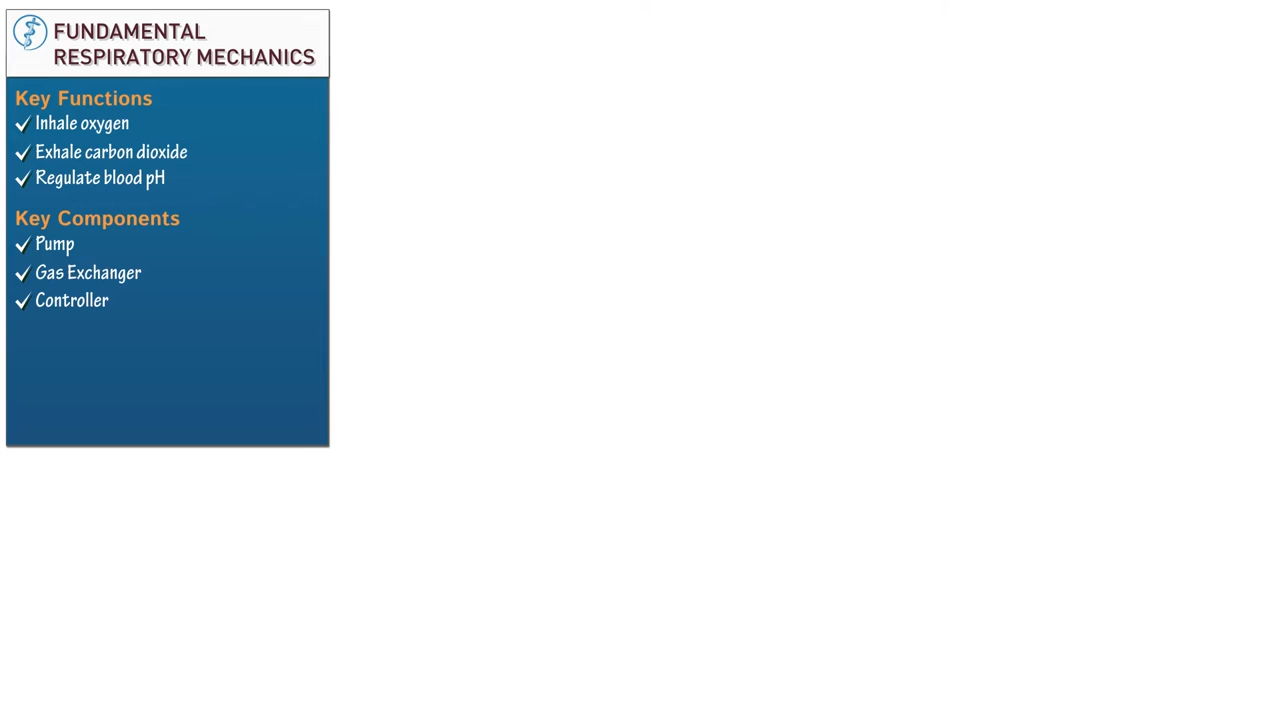 FUNDAMENTAL
RESPIRATORY MECHANICS
Key Functions
Inhale oxygen
Exhale carbon dioxide
Regulate blood pH
Key Components
Pump
Gas Exchanger
Controller